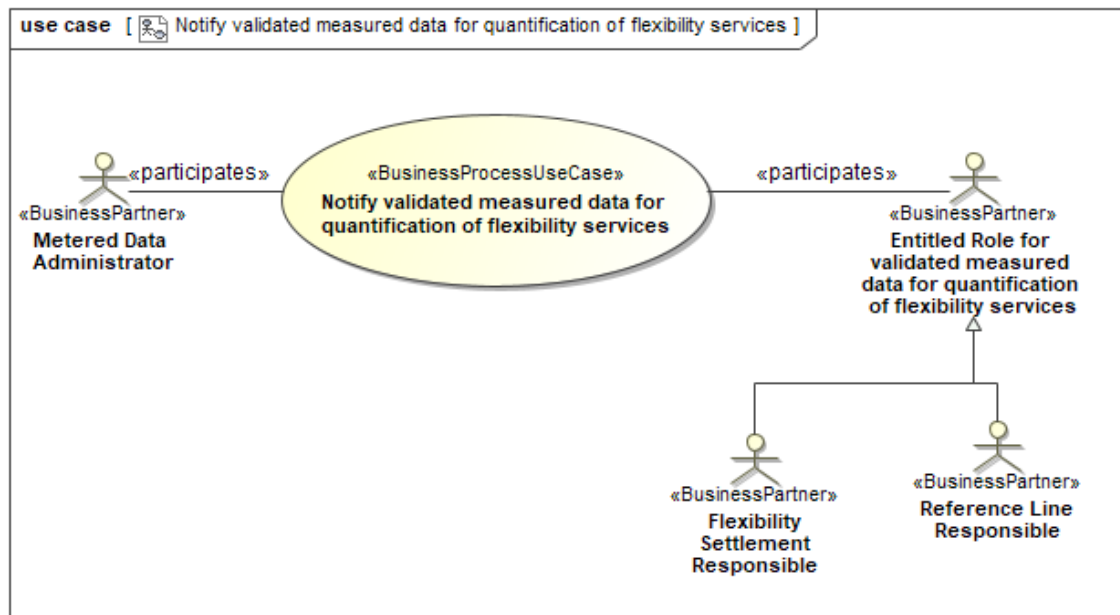 use case [ Notify validated measured data for quantification of flexibility services ]
«participates»
«BusinessPartner»
Metered Data
Administrator
«BusinessProcessUseCase»
Notify validated measured data for
quantification of flexibility services
«participates»
«BusinessPartner»
Entitled Role for
validated measured
data for quantification
of flexibility services
«BusinessPartner»
Flexibility
Settlement
Responsible
«BusinessPartner»
Reference Line
Responsible